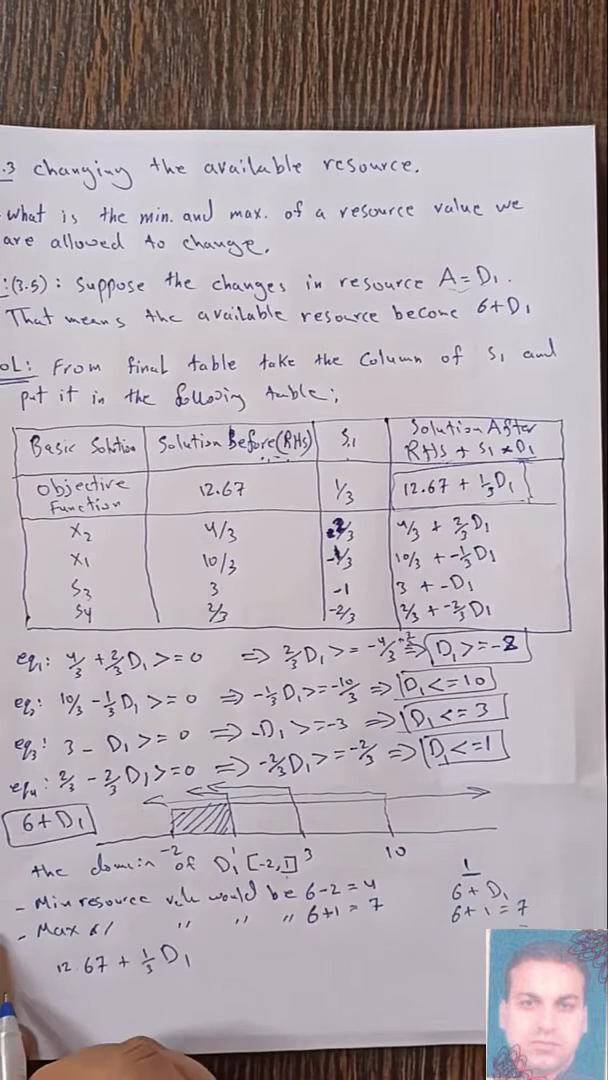 .3 changing the available resource.
- what is the min. and max. of a resource value we
are allowed to change.
:(3.5): Suppose the changes in resource A = D1.
That means the available resource become 6+D1
OL: From final table take the column of S1 and
put it in the following table;
Basic Solution | Solution Before (RHS) | S1 | Solution After RHS + S1 * D1
Objective Function | 12.67 | 1/3 | 12.67 + 1/3 D1
X2 | 4/3 | 2/3 | 4/3 + 2/3 D1
X1 | 10/3 | -1/3 | 10/3 + -1/3 D1
S3 | 3 | -1 | 3 + -D1
S4 | 2/3 | -2/3 | 2/3 + -2/3 D1
eq1: 4/3 + 2/3 D1 >= 0 => 2/3 D1 >= -4/3 => D1 >= -2
eq2: 10/3 - 1/3 D1 >= 0 => -1/3 D1 >= -10/3 => D1 <= 10
eq3: 3 - D1 >= 0 => -D1 >= -3 => D1 <= 3
eq4: 2/3 - 2/3 D1 >= 0 => -2/3 D1 >= -2/3 => D1 <= 1
6+D1
-2 1 3 10
the domain of D1 [-2,1]
- Min resource would be 6-2 = 4
- Max " " " " 6+1 = 7
1
6 + D1
6 + 1 = 7
12.67 + 1/3 D1